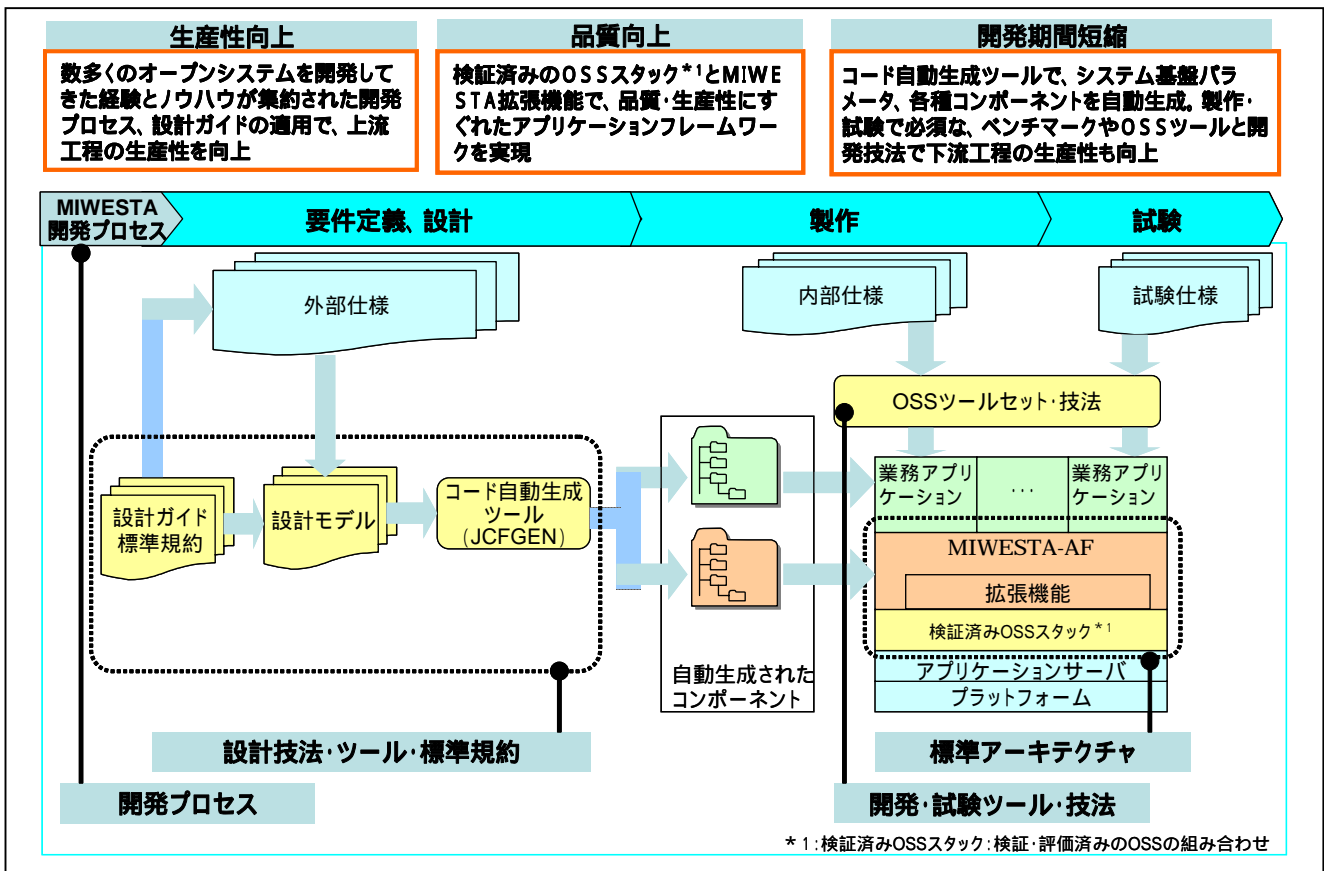 生産性向上
数多くのオープンシステムを開発して
きた経験とノウハウが集約された開発
プロセス、設計ガイドの適用で、上流
工程の生産性を向上
品質向上
検証済みのOSSスタック*1とMIWE
STA拡張機能で、品質・生産性にす
ぐれたアプリケーションフレームワー
クを実現
開発期間短縮
コード自動生成ツールで、システム基盤パラ
メータ、各種コンポーネントを自動生成。製作・
試験で必須な、ベンチマークやOSSツールと開
発技法で下流工程の生産性も向上
MIWESTA
開発プロセス
要件定義、設計
製作
試験
外部仕様
内部仕様
試験仕様
OSSツールセット・技法
設計ガイド
標準規約
設計モデル
コード自動生成
ツール
(JCFGEN)
業務アプリ
ケーション
...
業務アプリ
ケーション
MIWESTA-AF
拡張機能
検証済みOSSスタック*1
アプリケーションサーバ
プラットフォーム
自動生成された
コンポーネント
設計技法・ツール・標準規約
標準アーキテクチャ
開発プロセス
開発・試験ツール・技法
*1:検証済みOSSスタック:検証・評価済みのOSSの組み合わせ